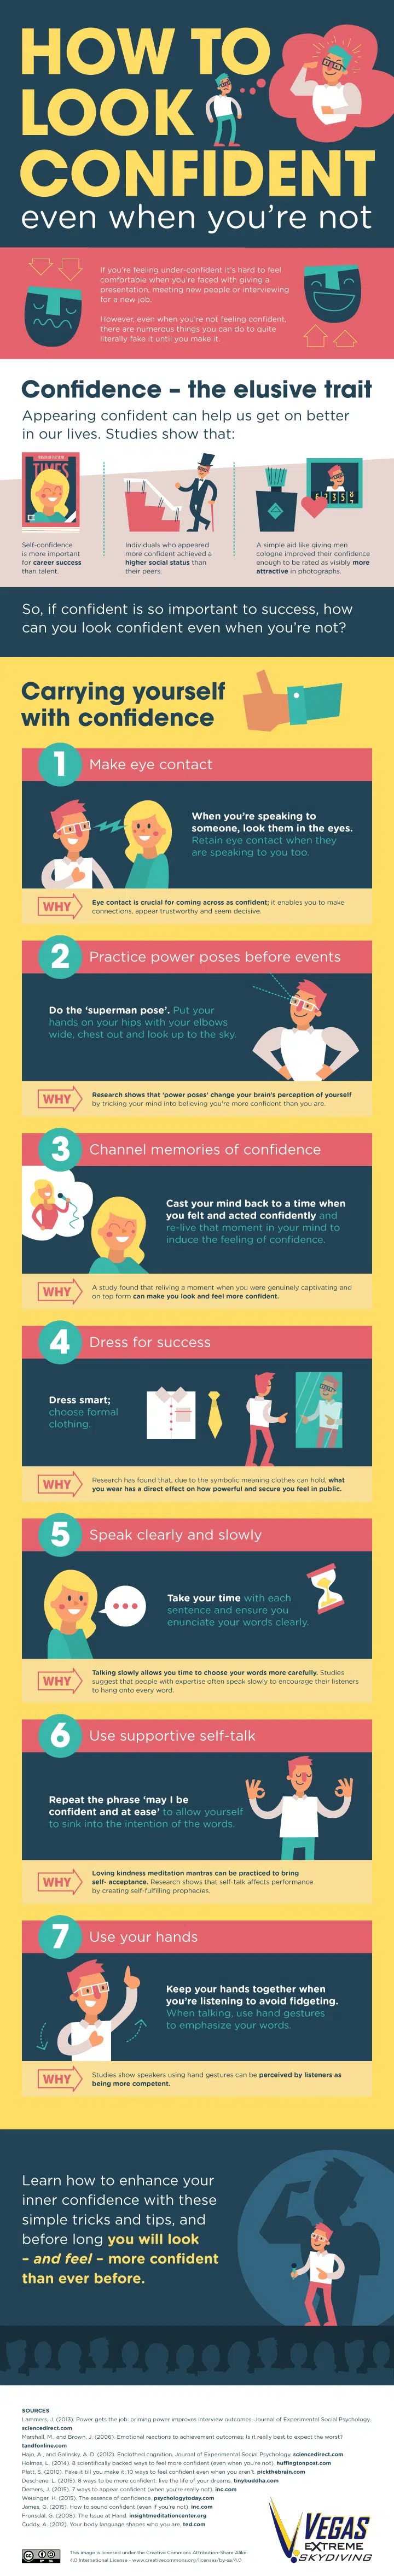 HOW TO
LOOK
CONFIDENT
even when you're not
If you're feeling under-confident it's hard to feel
comfortable when you're faced with giving a
presentation, meeting new people or interviewing
for a new job.
However, even when you're not feeling confident,
there are numerous things you can do to quite
literally fake it until you make it.
Confidence – the elusive trait
Appearing confident can help us get on better
in our lives. Studies show that:
PERSON OF THE YEAR
TIMES
Self-confidence
is more important
for career success
than talent.
Individuals who appeared
more confident achieved a
higher social status than
their peers.
A simple aid like giving men
cologne improved their confidence
enough to be rated as visibly more
attractive in photographs.
So, if confident is so important to success, how
can you look confident even when you're not?
Carrying yourself
with confidence
1 Make eye contact
When you're speaking to
someone, look them in the eyes.
Retain eye contact when they
are speaking to you too.
WHY
Eye contact is crucial for coming across as confident; it enables you to make
connections, appear trustworthy and seem decisive.
2 Practice power poses before events
Do the 'superman pose'. Put your
hands on your hips with your elbows
wide, chest out and look up to the sky.
WHY
Research shows that 'power poses' change your brain's perception of yourself
by tricking your mind into believing you're more confident than you are.
3 Channel memories of confidence
Cast your mind back to a time when
you felt and acted confidently and
re-live that moment in your mind to
induce the feeling of confidence.
WHY
A study found that reliving a moment when you were genuinely captivating and
on top form can make you look and feel more confident.
4 Dress for success
Dress smart;
choose formal
clothing.
WHY
Research has found that, due to the symbolic meaning clothes can hold, what
you wear has a direct effect on how powerful and secure you feel in public.
5 Speak clearly and slowly
Take your time with each
sentence and ensure you
enunciate your words clearly.
WHY
Talking slowly allows you time to choose your words more carefully. Studies
suggest that people with expertise often speak slowly to encourage their listeners
to hang onto every word.
6 Use supportive self-talk
Repeat the phrase 'may I be
confident and at ease' to allow yourself
to sink into the intention of the words.
WHY
Loving kindness meditation mantras can be practiced to bring
self- acceptance. Research shows that self-talk affects performance
by creating self-fulfilling prophecies.
7 Use your hands
Keep your hands together when
you're listening to avoid fidgeting.
When talking, use hand gestures
to emphasize your words.
WHY
Studies show speakers using hand gestures can be perceived by listeners as
being more competent.
Learn how to enhance your
inner confidence with these
simple tricks and tips, and
before long you will look
– and feel – more confident
than ever before.
SOURCES
Lammers, J. (2013). Power gets the job: priming power improves interview outcomes. Journal of Experimental Social Psychology.
sciencedirect.com
Marshall, M., and Brown, J. (2006). Emotional reactions to achievement outcomes: Is it really best to expect the worst?
tandfonline.com
Hajo, A., and Galinsky, A. D. (2012). Enclothed cognition. Journal of Experimental Social Psychology. sciencedirect.com
Holmes, L. (2014). 8 scientifically backed ways to feel more confident (even when you're not). huffingtonpost.com
Platt, S. (2010). Fake it till you make it: 10 ways to feel confident even when you ain't. pickthebrain.com
Deschene, L. (2015). 8 ways to be more confident: live the life of your dreams. tinybuddha.com
Demers, J. (2015). 7 ways to appear confident (when you're really not). inc.com
Weisinger, H. (2015). The essence of confidence. psychologytoday.com
James, G. (2015). How to sound confident (even if you're not). inc.com
Fronsdal, G. (2008). The Issue at Hand. insightmeditationcenter.org
Cuddy, A. (2012). Your body language shapes who you are. ted.com
VEGAS
EXTREME
SKYDIVING
This image is licensed under the Creative Commons Attribution-Share Alike
4.0 International License - www.creativecommons.org/licenses/by-sa/4.0